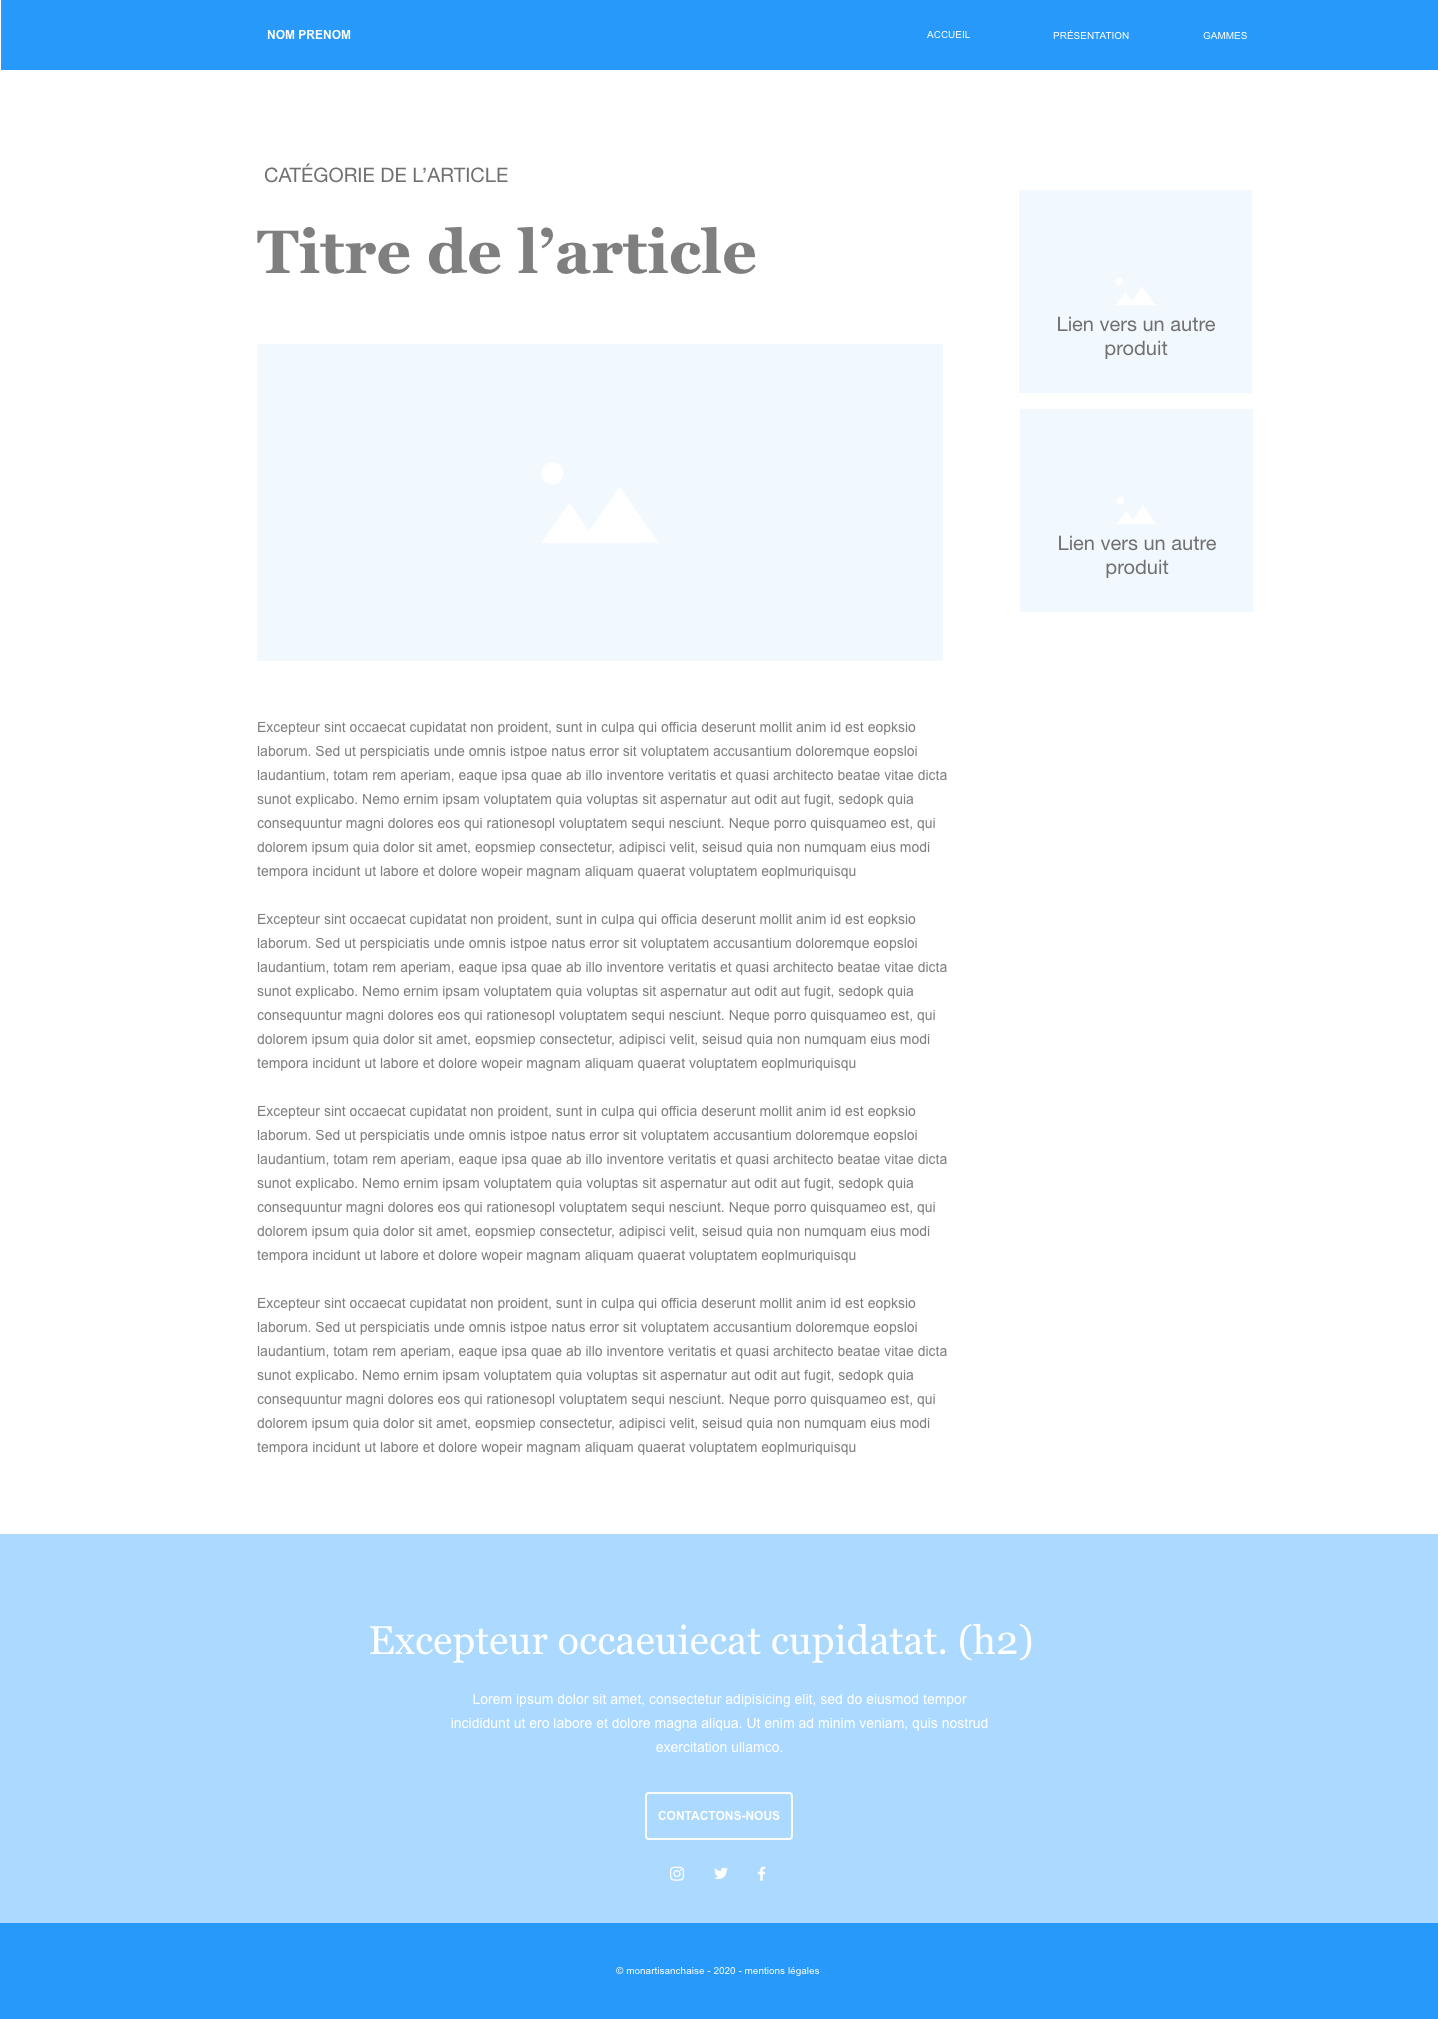 NOM PRENOM
ACCUEIL
PRÉSENTATION
GAMMES
CATÉGORIE DE L’ARTICLE
Titre de l’article
Lien vers un autre
produit
Lien vers un autre
produit
Excepteur sint occaecat cupidatat non proident, sunt in culpa qui officia deserunt mollit anim id est eopksio
laborum. Sed ut perspiciatis unde omnis istpoe natus error sit voluptatem accusantium doloremque eopsloi
laudantium, totam rem aperiam, eaque ipsa quae ab illo inventore veritatis et quasi architecto beatae vitae dicta
sunot explicabo. Nemo ernim ipsam voluptatem quia voluptas sit aspernatur aut odit aut fugit, sedopk quia
consequuntur magni dolores eos qui rationesopl voluptatem sequi nesciunt. Neque porro quisquameo est, qui
dolorem ipsum quia dolor sit amet, eopsmiep consectetur, adipisci velit, seisud quia non numquam eius modi
tempora incidunt ut labore et dolore wopeir magnam aliquam quaerat voluptatem eoplmuriquisqu
Excepteur sint occaecat cupidatat non proident, sunt in culpa qui officia deserunt mollit anim id est eopksio
laborum. Sed ut perspiciatis unde omnis istpoe natus error sit voluptatem accusantium doloremque eopsloi
laudantium, totam rem aperiam, eaque ipsa quae ab illo inventore veritatis et quasi architecto beatae vitae dicta
sunot explicabo. Nemo ernim ipsam voluptatem quia voluptas sit aspernatur aut odit aut fugit, sedopk quia
consequuntur magni dolores eos qui rationesopl voluptatem sequi nesciunt. Neque porro quisquameo est, qui
dolorem ipsum quia dolor sit amet, eopsmiep consectetur, adipisci velit, seisud quia non numquam eius modi
tempora incidunt ut labore et dolore wopeir magnam aliquam quaerat voluptatem eoplmuriquisqu
Excepteur sint occaecat cupidatat non proident, sunt in culpa qui officia deserunt mollit anim id est eopksio
laborum. Sed ut perspiciatis unde omnis istpoe natus error sit voluptatem accusantium doloremque eopsloi
laudantium, totam rem aperiam, eaque ipsa quae ab illo inventore veritatis et quasi architecto beatae vitae dicta
sunot explicabo. Nemo ernim ipsam voluptatem quia voluptas sit aspernatur aut odit aut fugit, sedopk quia
consequuntur magni dolores eos qui rationesopl voluptatem sequi nesciunt. Neque porro quisquameo est, qui
dolorem ipsum quia dolor sit amet, eopsmiep consectetur, adipisci velit, seisud quia non numquam eius modi
tempora incidunt ut labore et dolore wopeir magnam aliquam quaerat voluptatem eoplmuriquisqu
Excepteur sint occaecat cupidatat non proident, sunt in culpa qui officia deserunt mollit anim id est eopksio
laborum. Sed ut perspiciatis unde omnis istpoe natus error sit voluptatem accusantium doloremque eopsloi
laudantium, totam rem aperiam, eaque ipsa quae ab illo inventore veritatis et quasi architecto beatae vitae dicta
sunot explicabo. Nemo ernim ipsam voluptatem quia voluptas sit aspernatur aut odit aut fugit, sedopk quia
consequuntur magni dolores eos qui rationesopl voluptatem sequi nesciunt. Neque porro quisquameo est, qui
dolorem ipsum quia dolor sit amet, eopsmiep consectetur, adipisci velit, seisud quia non numquam eius modi
tempora incidunt ut labore et dolore wopeir magnam aliquam quaerat voluptatem eoplmuriquisqu
Excepteur occaeuiecat cupidatat. (h2)
Lorem ipsum dolor sit amet, consectetur adipisicing elit, sed do eiusmod tempor
incididunt ut ero labore et dolore magna aliqua. Ut enim ad minim veniam, quis nostrud
exercitation ullamco.
CONTACTONS-NOUS
© monartisanchaise - 2020 - mentions légales